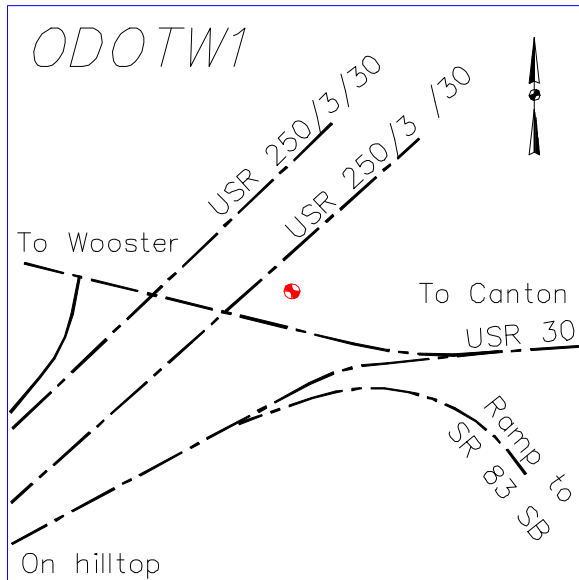 ODOTW1
USR 250/3/30
USR 250/3 /30
To Wooster
To Canton
USR 30
Ramp to
SR 83 SB
On hilltop